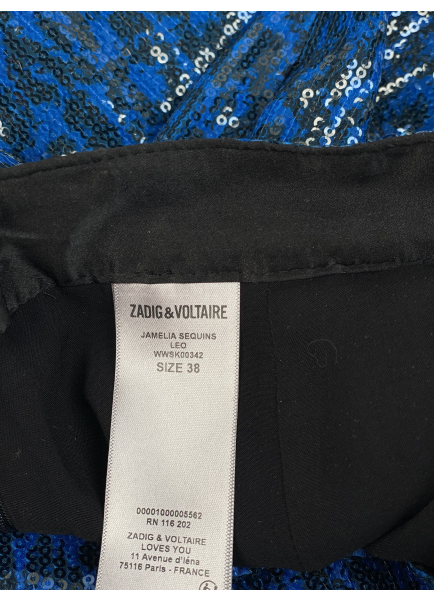 ZADIG & VOLTAIRE
JAMELIA SEQUINS
LEO
WWSK00342
SIZE 38
00001000005562
RN 116 202
ZADIG & VOLTAIRE
LOVES YOU
11 Avenue d'Iéna
75116 Paris - FRANCE